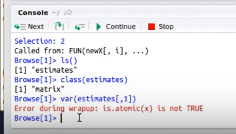 Console ~/
Next {} Continue Stop
Selection: 2
Called from: FUN(newX[, i], ...)
Browse[1]> ls()
[1] "estimates"
Browse[1]> class(estimates)
[1] "matrix"
Browse[1]> var(estimates[,1])
Error during wrapup: is.atomic(x) is not TRUE
Browse[1]>